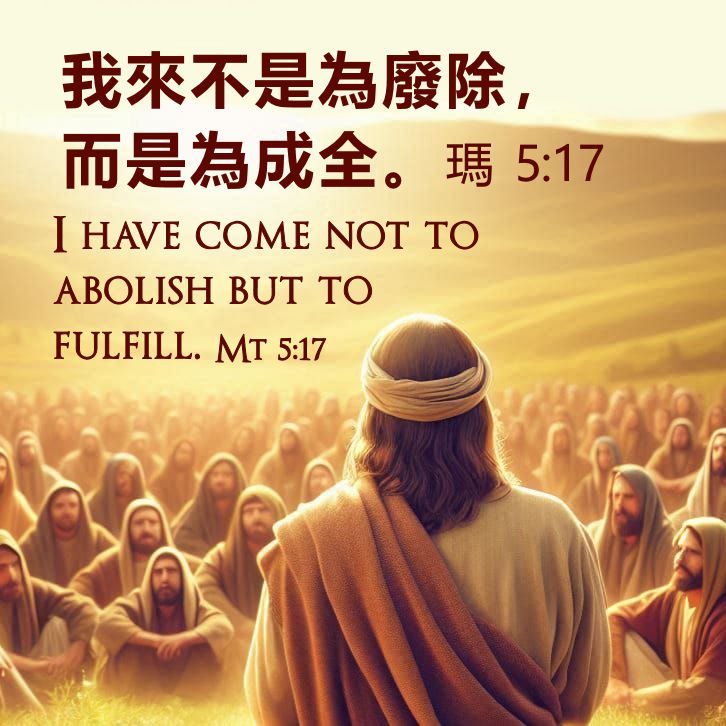 我來不是為廢除，
而是為成全。瑪 5:17
I HAVE COME NOT TO
ABOLISH BUT TO
FULFILL. MT 5:17